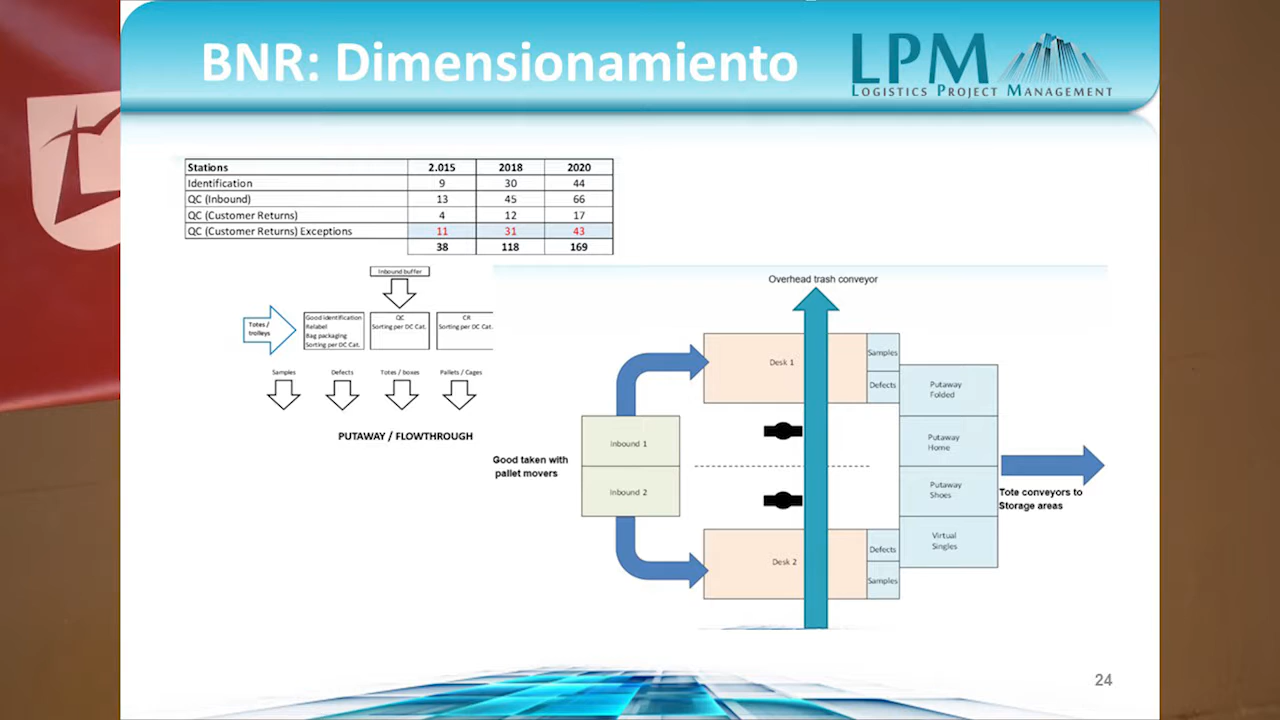 BNR: Dimensionamiento
LPM
LOGISTICS PROJECT MANAGEMENT
Stations 2.015 2018 2020
Identification 9 30 44
QC (Inbound) 13 45 66
QC (Customer Returns) 4 12 17
QC (Customer Returns) Exceptions 11 31 43
38 118 169
Inbound buffer
Totes /
trolleys
Good identification
Relabel
Bag packaging
Sorting per DC Cat.
QC
Sorting per DC Cat.
CR
Sorting per DC Cat.
Samples
Defects
Totes / boxes
Pallets / Cages
PUTAWAY / FLOWTHROUGH
Overhead trash conveyor
Desk 1
Samples
Defects
Putaway
Folded
Inbound 1
Putaway
Home
Good taken with
pallet movers
Inbound 2
Putaway
Shoes
Tote conveyors to
Storage areas
Virtual
Singles
Desk 2
Defects
Samples
24